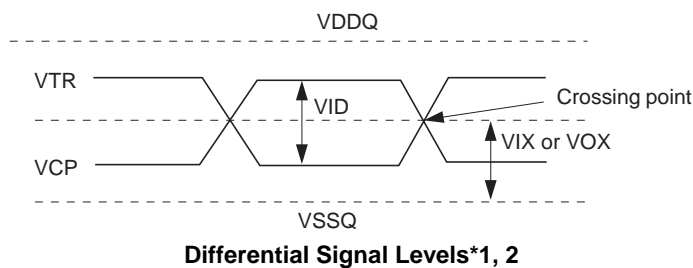 VDDQ
VTR
VID
Crossing point
VIX or VOX
VCP
VSSQ
Differential Signal Levels*1, 2